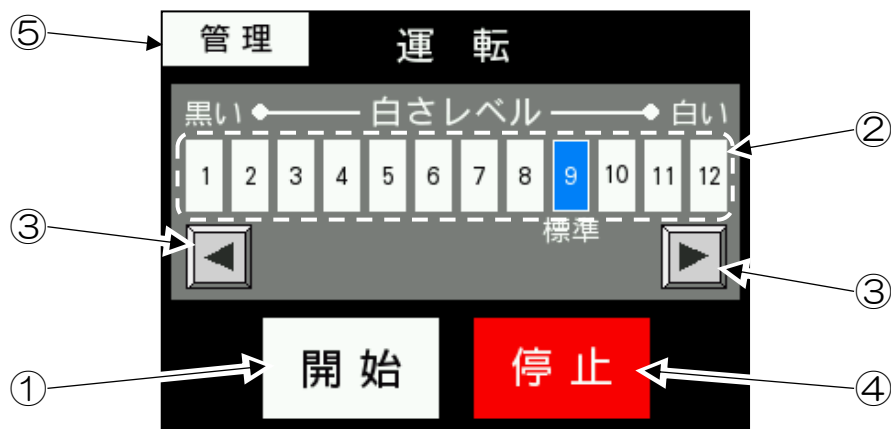 ⑤ 管理 運転
黒い 白さレベル 白い
②
1 2 3 4 5 6 7 8 9 10 11 12
③ 標準
◀ ▶
③
① 開始 停止 ④